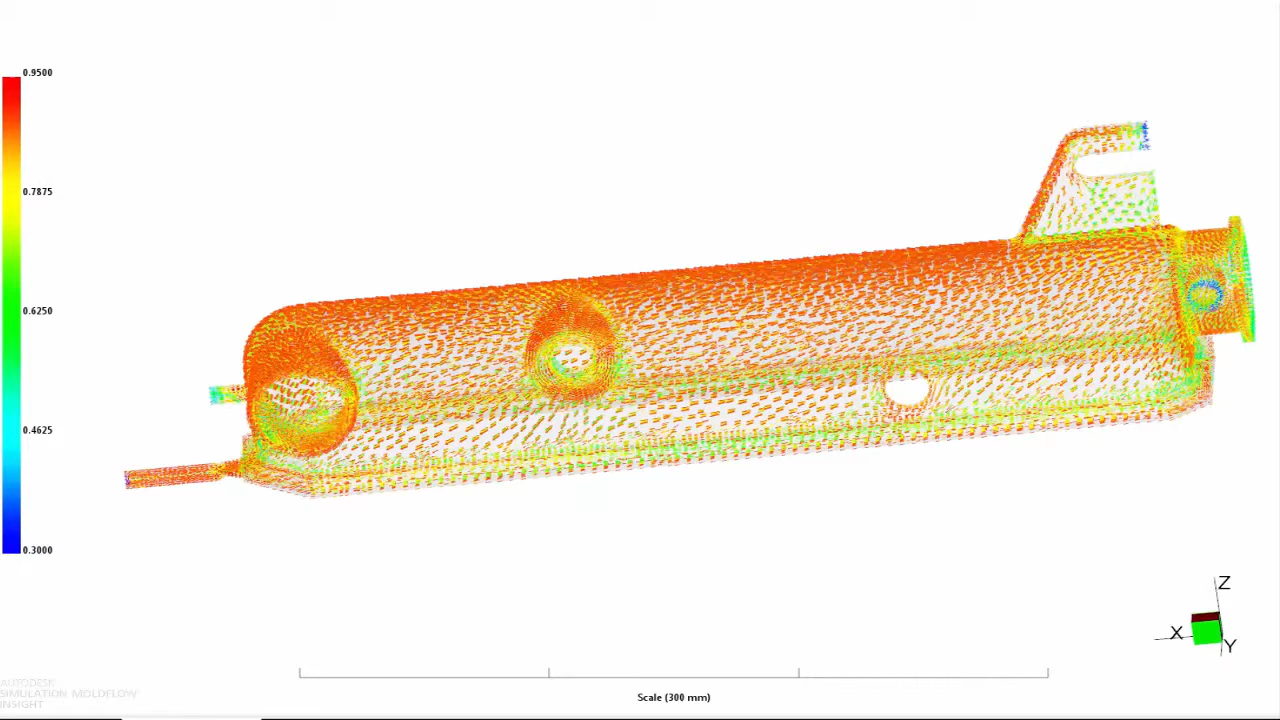 0.9500
0.7875
0.6250
0.4625
0.3000
Z
X
Y
Scale (300 mm)
AUTODESK
SIMULATION MOLDFLOW
INSIGHT